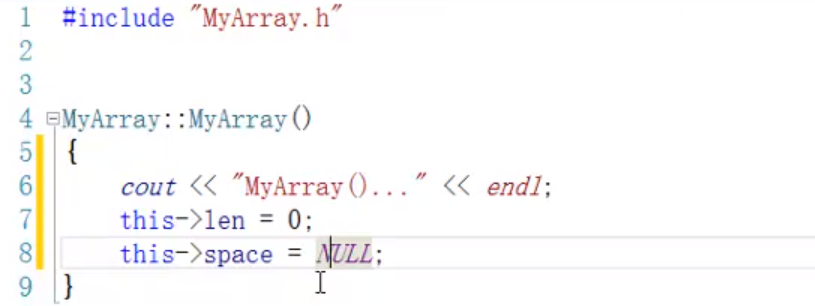 1 #include "MyArray.h"
2
3
4 MyArray::MyArray()
5 {
6 cout << "MyArray()..." << endl;
7 this->len = 0;
8 this->space = NULL;
9 }